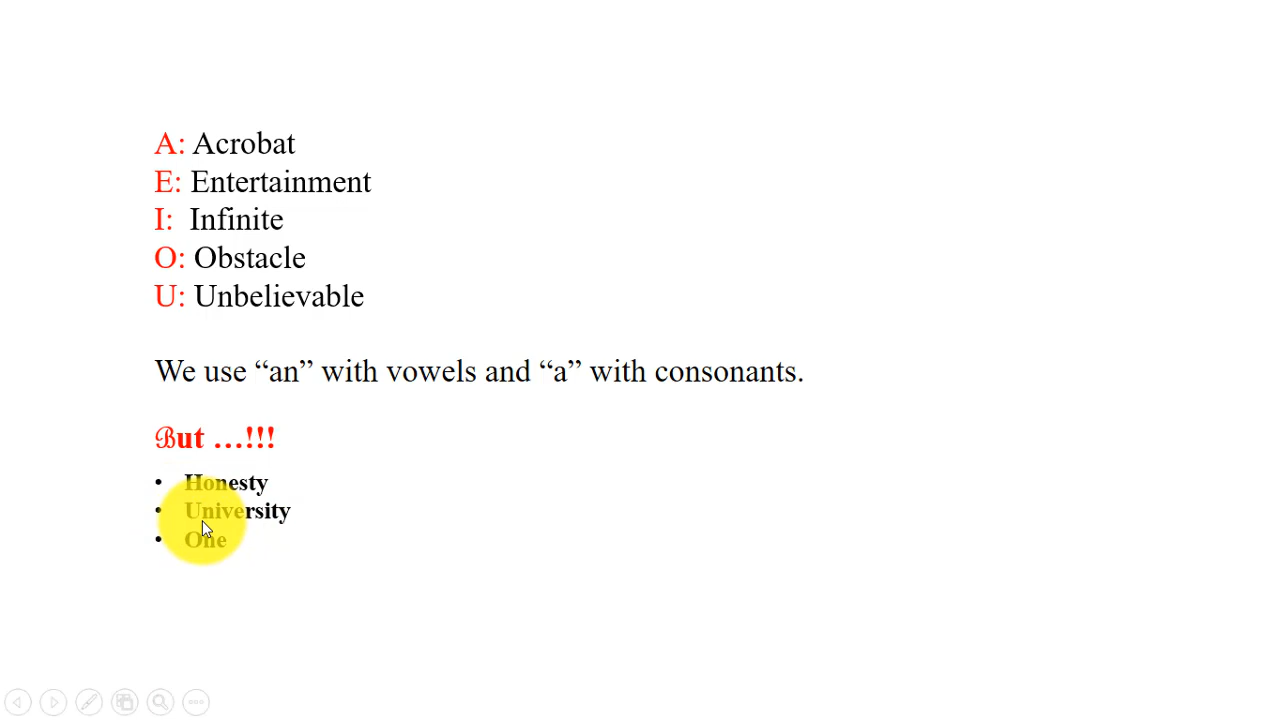 A: Acrobat
E: Entertainment
I: Infinite
O: Obstacle
U: Unbelievable
We use “an” with vowels and “a” with consonants.
ℬut …!!!
• Honesty
• University
• One